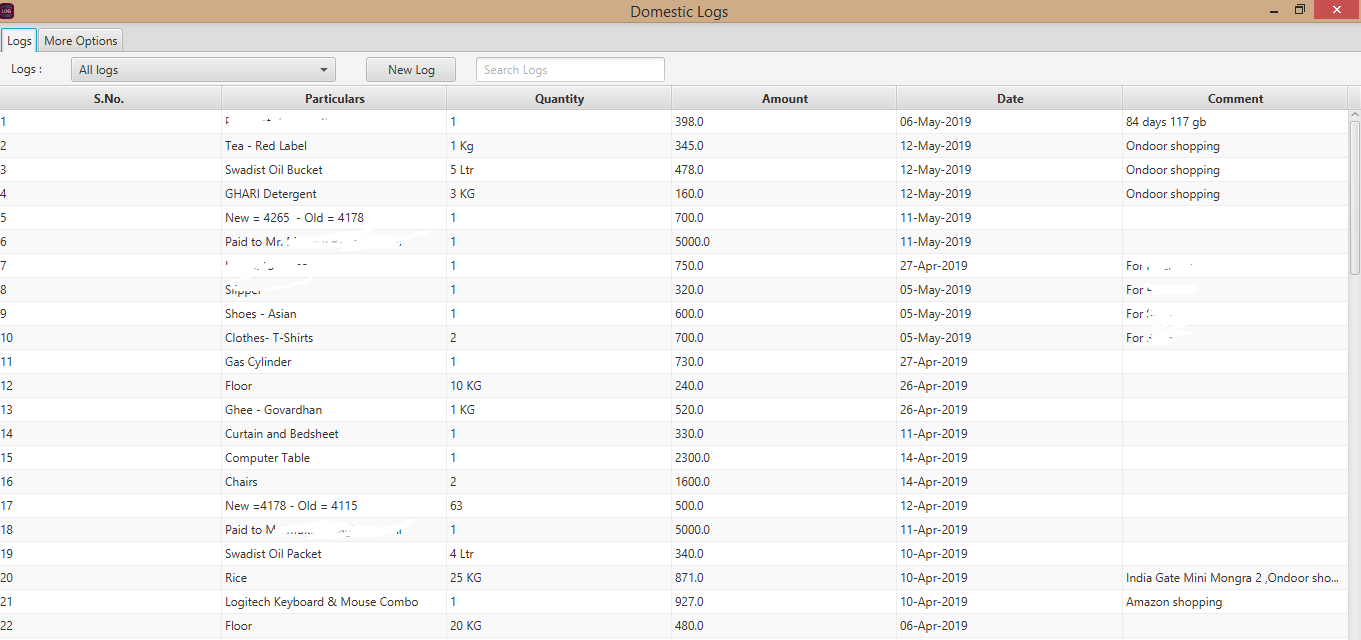 LOG
Domestic Logs
Logs More Options
Logs : All logs New Log Search Logs
S.No. Particulars Quantity Amount Date Comment
1 1 398.0 06-May-2019 84 days 117 gb
2 Tea - Red Label 1 Kg 345.0 12-May-2019 Ondoor shopping
3 Swadist Oil Bucket 5 Ltr 478.0 12-May-2019 Ondoor shopping
4 GHARI Detergent 3 KG 160.0 12-May-2019 Ondoor shopping
5 New = 4265 - Old = 4178 1 700.0 11-May-2019
6 Paid to Mr. 1 5000.0 11-May-2019
7 1 750.0 27-Apr-2019 For
8 Slipper 1 320.0 05-May-2019 For
9 Shoes - Asian 1 600.0 05-May-2019 For
10 Clothes- T-Shirts 2 700.0 05-May-2019 For
11 Gas Cylinder 1 730.0 27-Apr-2019
12 Floor 10 KG 240.0 26-Apr-2019
13 Ghee - Govardhan 1 KG 520.0 26-Apr-2019
14 Curtain and Bedsheet 1 330.0 11-Apr-2019
15 Computer Table 1 2300.0 14-Apr-2019
16 Chairs 2 1600.0 14-Apr-2019
17 New =4178 - Old = 4115 63 500.0 12-Apr-2019
18 Paid to 1 5000.0 11-Apr-2019
19 Swadist Oil Packet 4 Ltr 340.0 10-Apr-2019
20 Rice 25 KG 871.0 10-Apr-2019 India Gate Mini Mongra 2 ,Ondoor sho...
21 Logitech Keyboard & Mouse Combo 1 927.0 10-Apr-2019 Amazon shopping
22 Floor 20 KG 480.0 06-Apr-2019